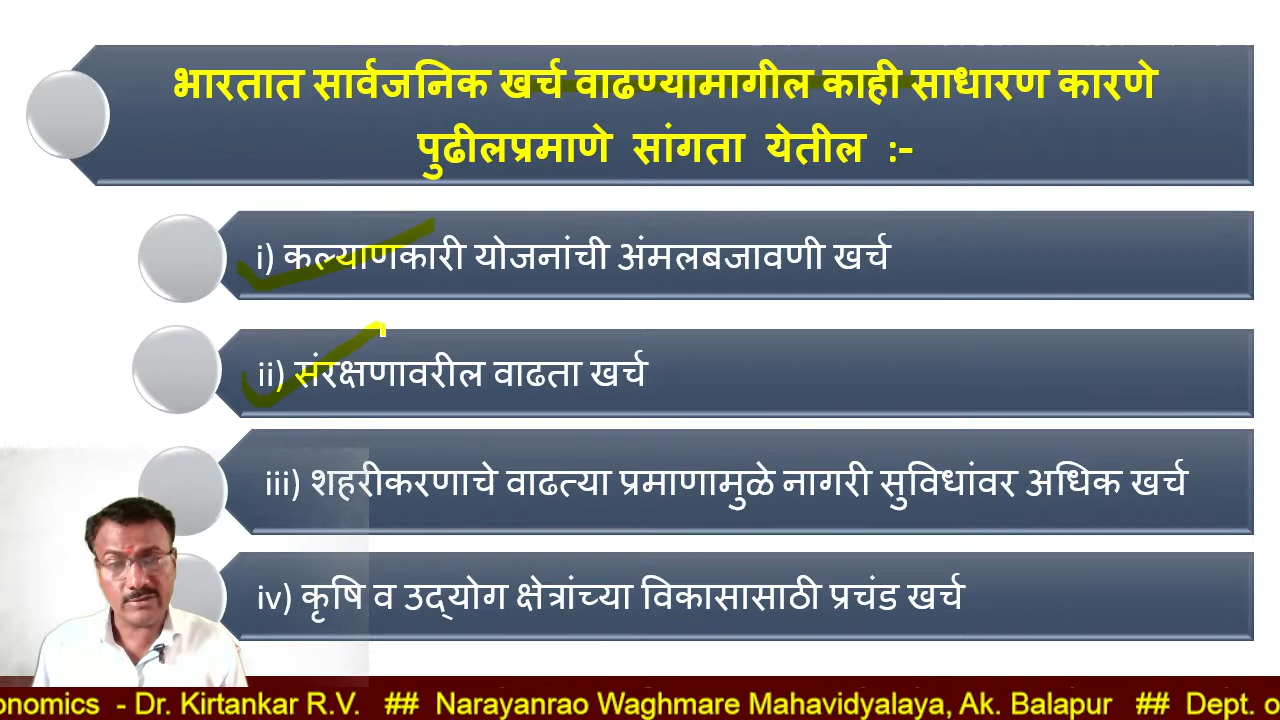 भारतात सार्वजनिक खर्च वाढण्यामागील काही साधारण कारणे
पुढीलप्रमाणे सांगता येतील :-
i) कल्याणकारी योजनांची अंमलबजावणी खर्च
ii) संरक्षणावरील वाढता खर्च
iii) शहरीकरणाचे वाढत्या प्रमाणामुळे नागरी सुविधांवर अधिक खर्च
iv) कृषि व उद्योग क्षेत्रांच्या विकासासाठी प्रचंड खर्च
onomics - Dr. Kirtankar R.V. ## Narayanrao Waghmare Mahavidyalaya, Ak. Balapur ## Dept. o